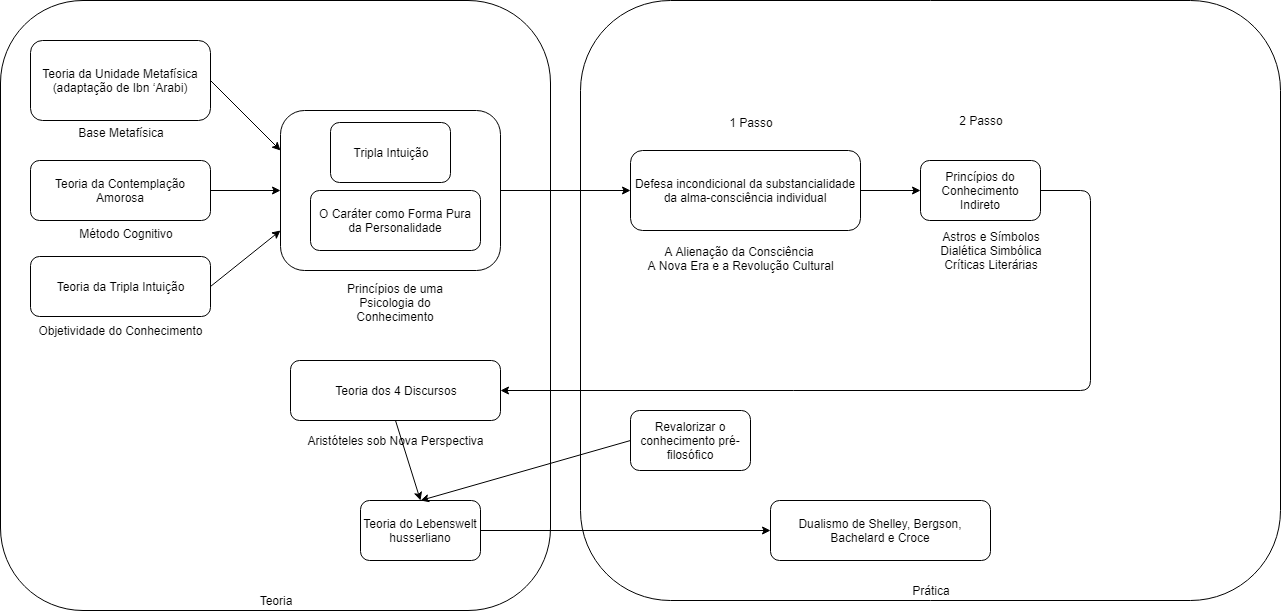 Teoria da Unidade Metafísica
(adaptação de Ibn ‘Arabi)
Base Metafísica
Teoria da Contemplação
Amorosa
Método Cognitivo
Teoria da Tripla Intuição
Objetividade do Conhecimento
Tripla Intuição
O Caráter como Forma Pura
da Personalidade
Princípios de uma
Psicologia do
Conhecimento
1 Passo
Defesa incondicional da substancialidade
da alma-consciência individual
A Alienação da Consciência
A Nova Era e a Revolução Cultural
2 Passo
Princípios do
Conhecimento
Indireto
Astros e Símbolos
Dialética Simbólica
Críticas Literárias
Teoria dos 4 Discursos
Aristóteles sob Nova Perspectiva
Revalorizar o
conhecimento pré-
filosófico
Teoria do Lebenswelt
husserliano
Dualismo de Shelley, Bergson,
Bachelard e Croce
Teoria
Prática